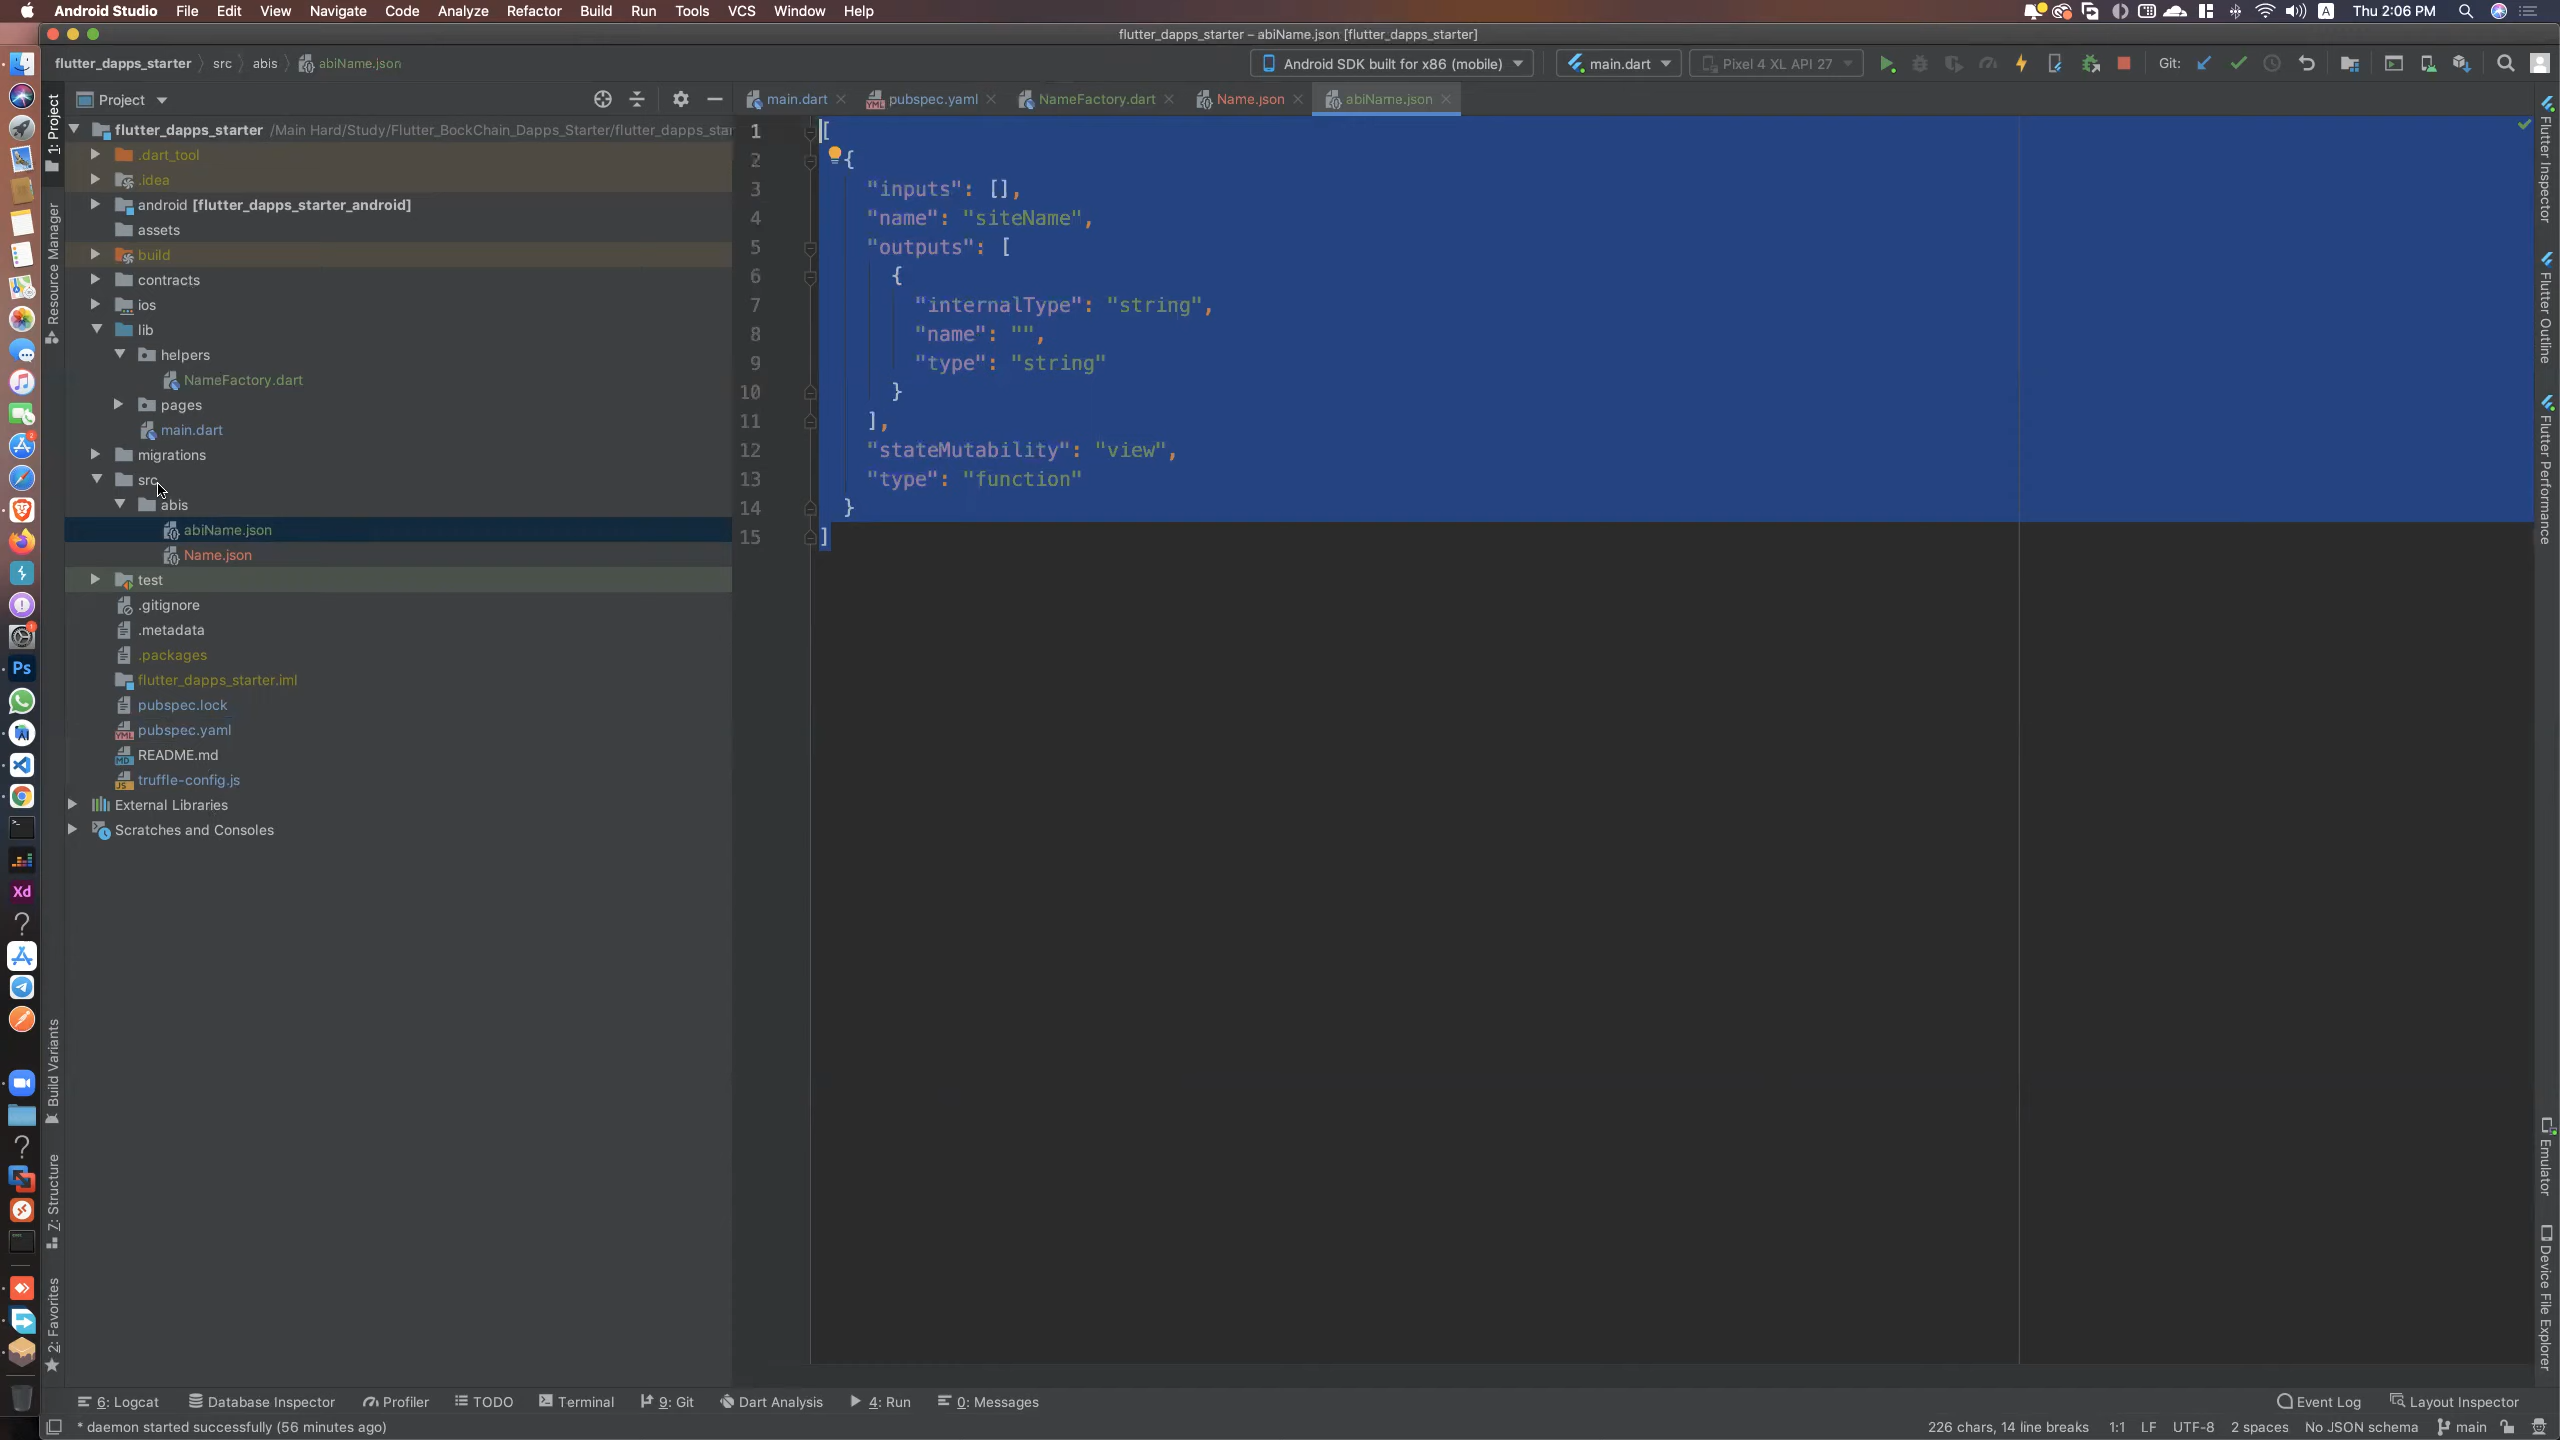 Android Studio File Edit View Navigate Code Analyze Refactor Build Run Tools VCS Window Help
A Thu 2:06 PM
flutter_dapps_starter – abiName.json [flutter_dapps_starter]
flutter_dapps_starter src abis abiName.json
Android SDK built for x86 (mobile) main.dart Pixel 4 XL API 27 Git:
Project
main.dart pubspec.yaml NameFactory.dart Name.json abiName.json
flutter_dapps_starter /Main Hard/Study/Flutter_BockChain_Dapps_Starter/flutter_dapps_star
.dart_tool
.idea
android [flutter_dapps_starter_android]
assets
build
contracts
ios
lib
helpers
NameFactory.dart
pages
main.dart
migrations
src
abis
abiName.json
Name.json
test
.gitignore
.metadata
.packages
flutter_dapps_starter.iml
pubspec.lock
pubspec.yaml
README.md
truffle-config.js
External Libraries
Scratches and Consoles
1 [
2 {
3 "inputs": [],
4 "name": "siteName",
5 "outputs": [
6 {
7 "internalType": "string",
8 "name": "",
9 "type": "string"
10 }
11 ],
12 "stateMutability": "view",
13 "type": "function"
14 }
15 ]
1: Project
Resource Manager
Build Variants
7: Structure
2: Favorites
Ps
Xd
Flutter Inspector
Flutter Outline
Flutter Performance
Emulator
Device File Explorer
6: Logcat Database Inspector Profiler TODO Terminal 9: Git Dart Analysis 4: Run 0: Messages Event Log Layout Inspector
* daemon started successfully (56 minutes ago) 226 chars, 14 line breaks 1:1 LF UTF-8 2 spaces No JSON schema main